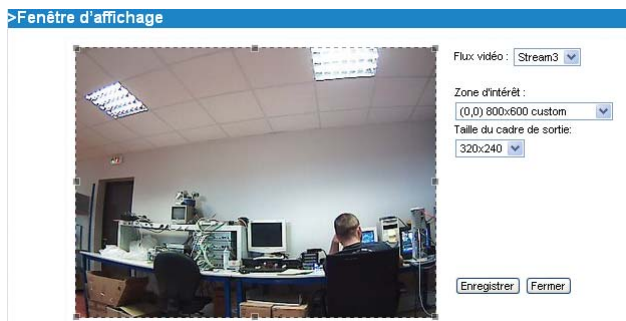 >Fenêtre d'affichage
Flux vidéo : Stream3
Zone d'intérêt :
(0,0) 800x600 custom
Taille du cadre de sortie:
320x240
Enregistrer Fermer